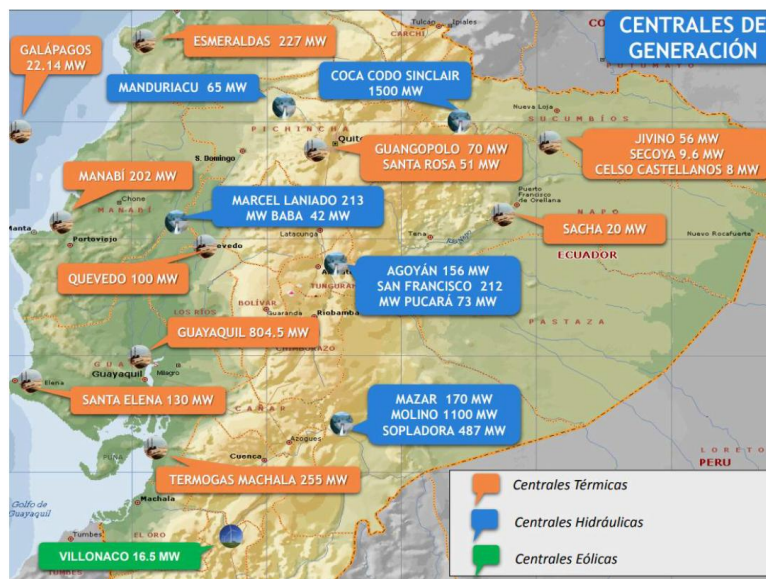 CENTRALES DE
GENERACIÓN
GALÁPAGOS
22.14 MW
ESMERALDAS 227 MW
Tulcán
Ipiales
CARCHI
MANDURIACU 65 MW
COCA CODO SINCLAIR
1500 MW
Nueva Loja
SUCUMBÍOS
PICHINCHA
Quito
S. Domingo
GUANGOPOLO 70 MW
SANTA ROSA 51 MW
JIVINO 56 MW
SECOYA 9.6 MW
CELSO CASTELLANOS 8 MW
MANABÍ 202 MW
Chone
MANABÍ
Manta
Portoviejo
MARCEL LANIADO 213
MW BABA 42 MW
Latacunga
Tena
Puerto
Francisco
de Orellana
NAPO
SACHA 20 MW
Nuevo Rocafuerte
ECUADOR
QUEVEDO 100 MW
AGOYÁN 156 MW
SAN FRANCISCO 212
MW PUCARÁ 73 MW
TUNGURA
BOLÍVAR
Guaranda
Riobamba
LOS RÍOS
PASTAZA
CHIMBORAZO
GUAYAQUIL 804.5 MW
Guayaquil
Milagro
Elena
SANTA ELENA 130 MW
CAÑAR
MAZAR 170 MW
MOLINO 1100 MW
SOPLADORA 487 MW
Azogues
Cuenca
PUNÁ
LORETO
PERU
TERMOGAS MACHALA 255 MW
Golfo de
Guayaquil
Machala
Tumbes
EL ORO
TUMBES
VILLONACO 16.5 MW
Centrales Térmicas
Centrales Hidráulicas
Centrales Eólicas